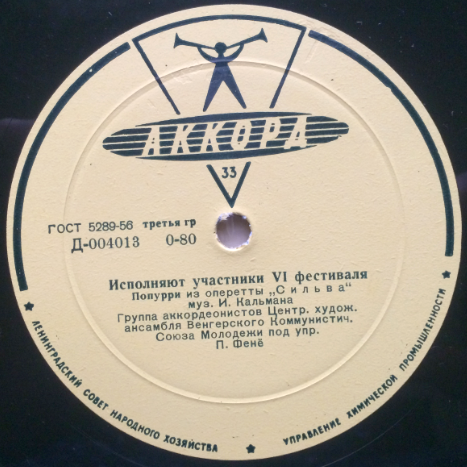 АККОРД
33
ГОСТ 5289-56 третья гр
Д-004013 0-80
Исполняют участники VI фестиваля
Попурри из оперетты „Сильва"
муз. И. Кальмана
Группа аккордеонистов Центр. худож.
ансамбля Венгерского Коммунистич.
Союза Молодежи под упр.
П. Фенё
★ ЛЕНИНГРАДСКИЙ СОВЕТ НАРОДНОГО ХОЗЯЙСТВА ★ УПРАВЛЕНИЕ ХИМИЧЕСКОЙ ПРОМЫШЛЕННОСТИ ★